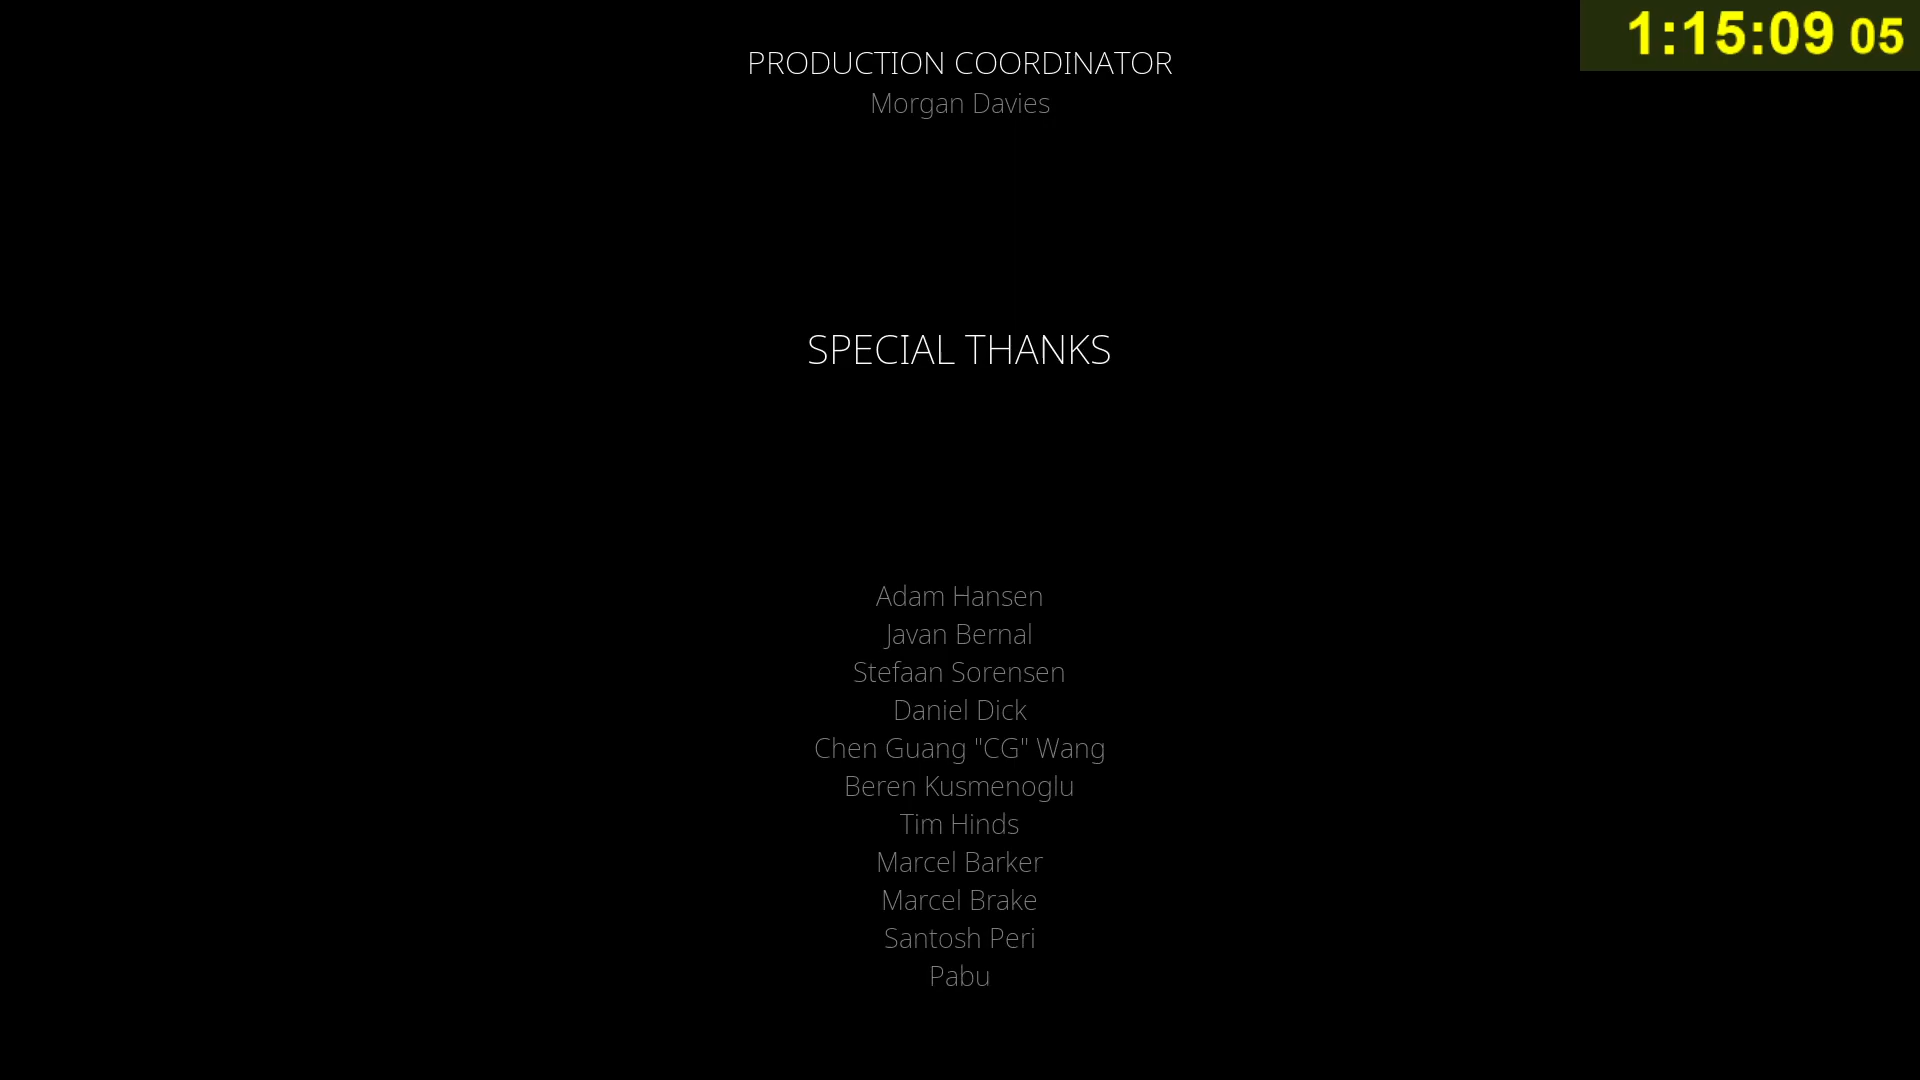 1:15:09 05
PRODUCTION COORDINATOR
Morgan Davies
SPECIAL THANKS
Adam Hansen
Javan Bernal
Stefaan Sorensen
Daniel Dick
Chen Guang "CG" Wang
Beren Kusmenoglu
Tim Hinds
Marcel Barker
Marcel Brake
Santosh Peri
Pabu